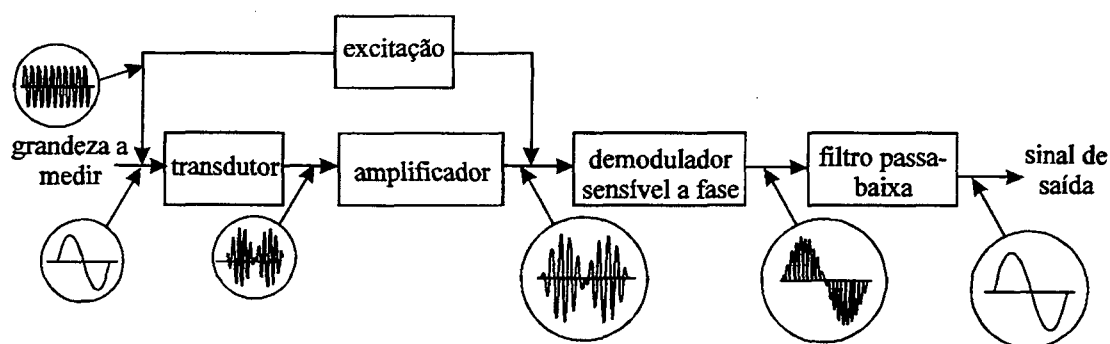 excitação
grandeza a
medir
transdutor
amplificador
demodulador
sensível a fase
filtro passa-
baixa
sinal de
saída